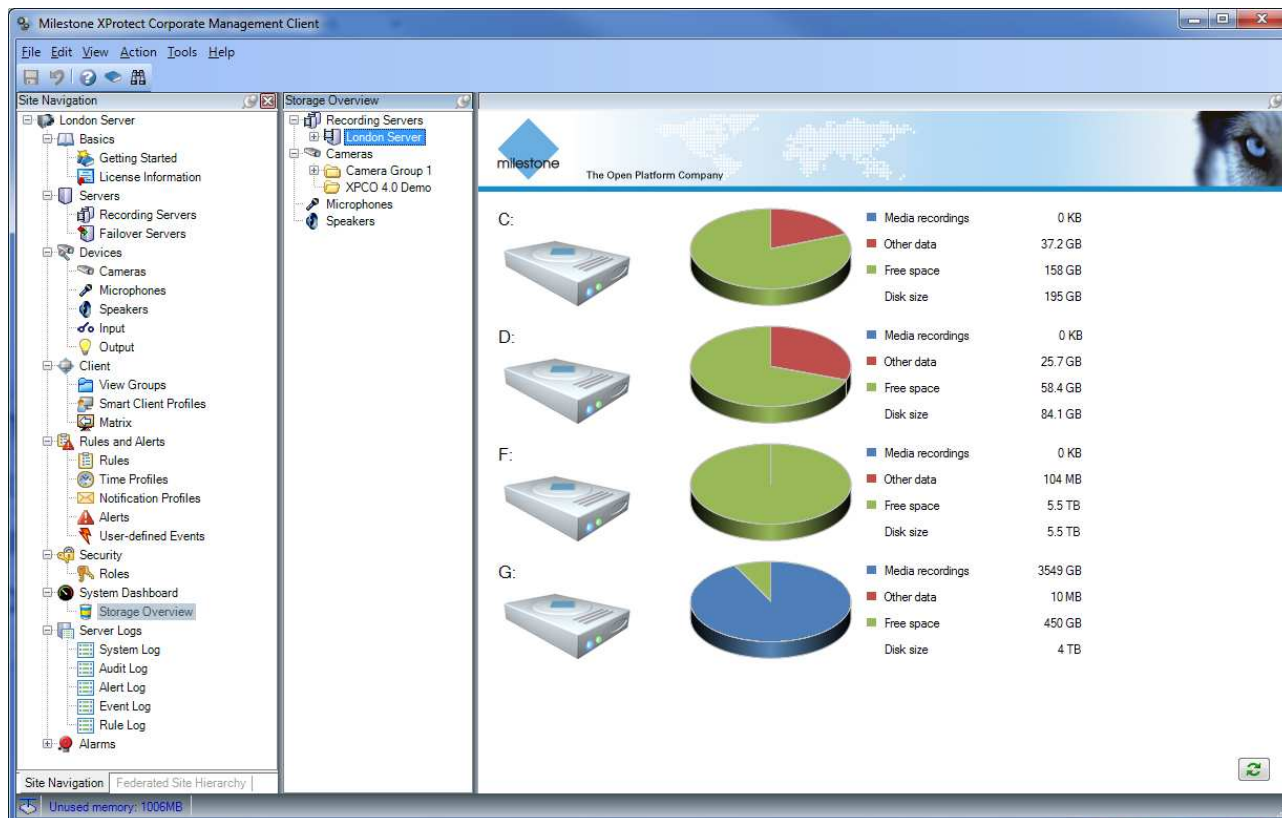 Milestone XProtect Corporate Management Client
File Edit View Action Tools Help
Site Navigation
London Server
Basics
Getting Started
License Information
Servers
Recording Servers
Failover Servers
Devices
Cameras
Microphones
Speakers
Input
Output
Client
View Groups
Smart Client Profiles
Matrix
Rules and Alerts
Rules
Time Profiles
Notification Profiles
Alerts
User-defined Events
Security
Roles
System Dashboard
Storage Overview
Server Logs
System Log
Audit Log
Alert Log
Event Log
Rule Log
Alarms
Site Navigation Federated Site Hierarchy
Unused memory: 1006MB
Storage Overview
Recording Servers
London Server
Cameras
Camera Group 1
XPCO 4.0 Demo
Microphones
Speakers
milestone
The Open Platform Company
C:
Media recordings 0 KB
Other data 37.2 GB
Free space 158 GB
Disk size 195 GB
D:
Media recordings 0 KB
Other data 25.7 GB
Free space 58.4 GB
Disk size 84.1 GB
F:
Media recordings 0 KB
Other data 104 MB
Free space 5.5 TB
Disk size 5.5 TB
G:
Media recordings 3549 GB
Other data 10 MB
Free space 450 GB
Disk size 4 TB